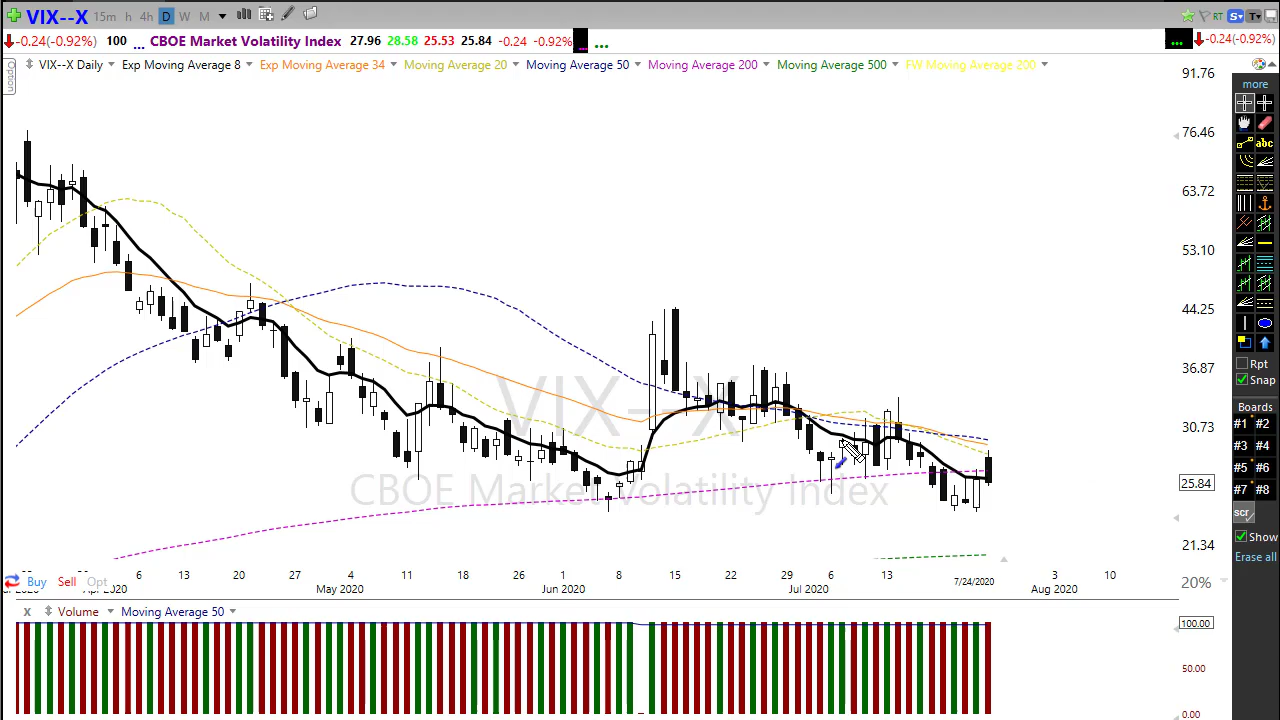 VIX--X 15m h 4h D W M RT S T
-0.24(-0.92%) 100 ... CBOE Market Volatility Index 27.96 28.58 25.53 25.84 -0.24 -0.92% ... ... ... -0.24(-0.92%)
Option
VIX--X Daily Exp Moving Average 8 Exp Moving Average 34 Moving Average 20 Moving Average 50 Moving Average 200 Moving Average 500 FW Moving Average 200
91.76
76.46
63.72
53.10
44.25
36.87
30.73
25.84
21.34
VIX--X
CBOE Market Volatility Index
6 13 20 27 4 11 18 26 1 8 15 22 29 6 13 7/24/2020 3 10
May 2020 Jun 2020 Jul 2020 Aug 2020
Buy Sell Opt
20%
x Volume Moving Average 50
100.00
50.00
0.00
more
abc
Rpt
Snap
Boards
#1 #2
#3 #4
#5 #6
#7 #8
scr
Show
Erase all